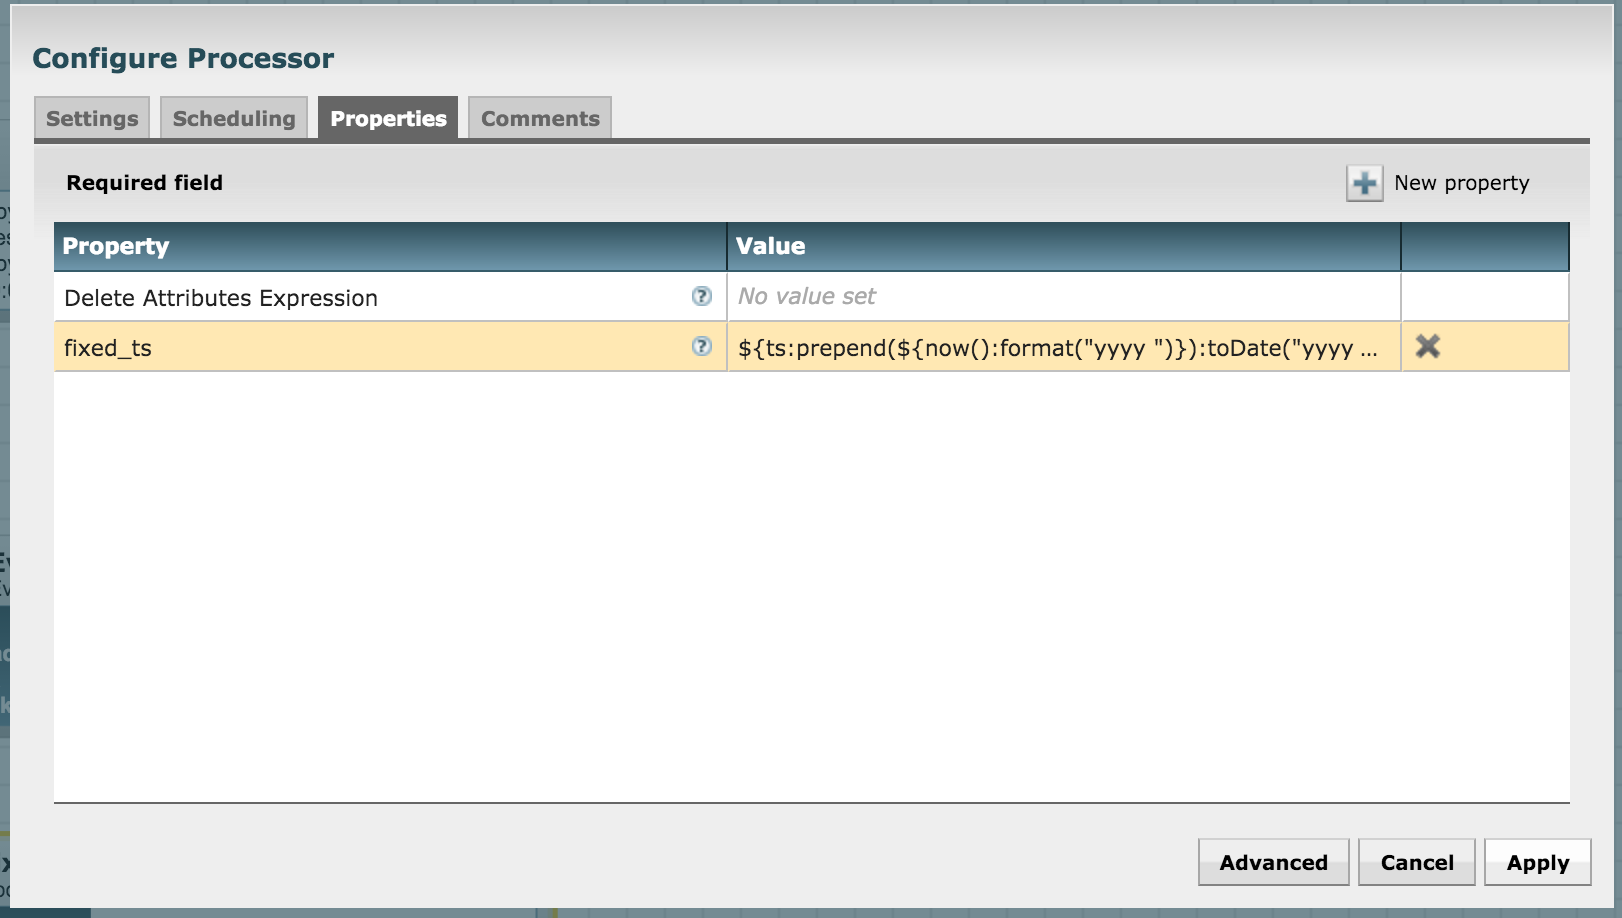 Configure Processor
Settings Scheduling Properties Comments
Required field New property
Property Value
Delete Attributes Expression No value set
fixed_ts ${ts:prepend(${now():format("yyyy ")}):toDate("yyyy ...
Advanced Cancel Apply